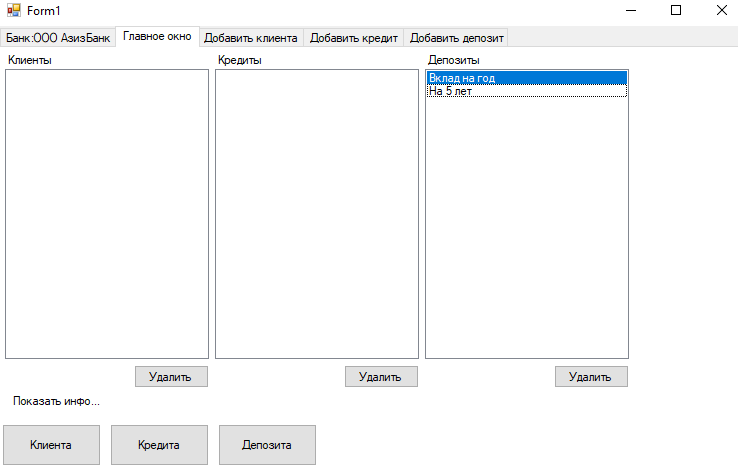 Form1
Банк:ООО АзизБанк Главное окно Добавить клиента Добавить кредит Добавить депозит
Клиенты Кредиты Депозиты
Вклад на год
На 5 лет
Удалить Удалить Удалить
Показать инфо...
Клиента Кредита Депозита